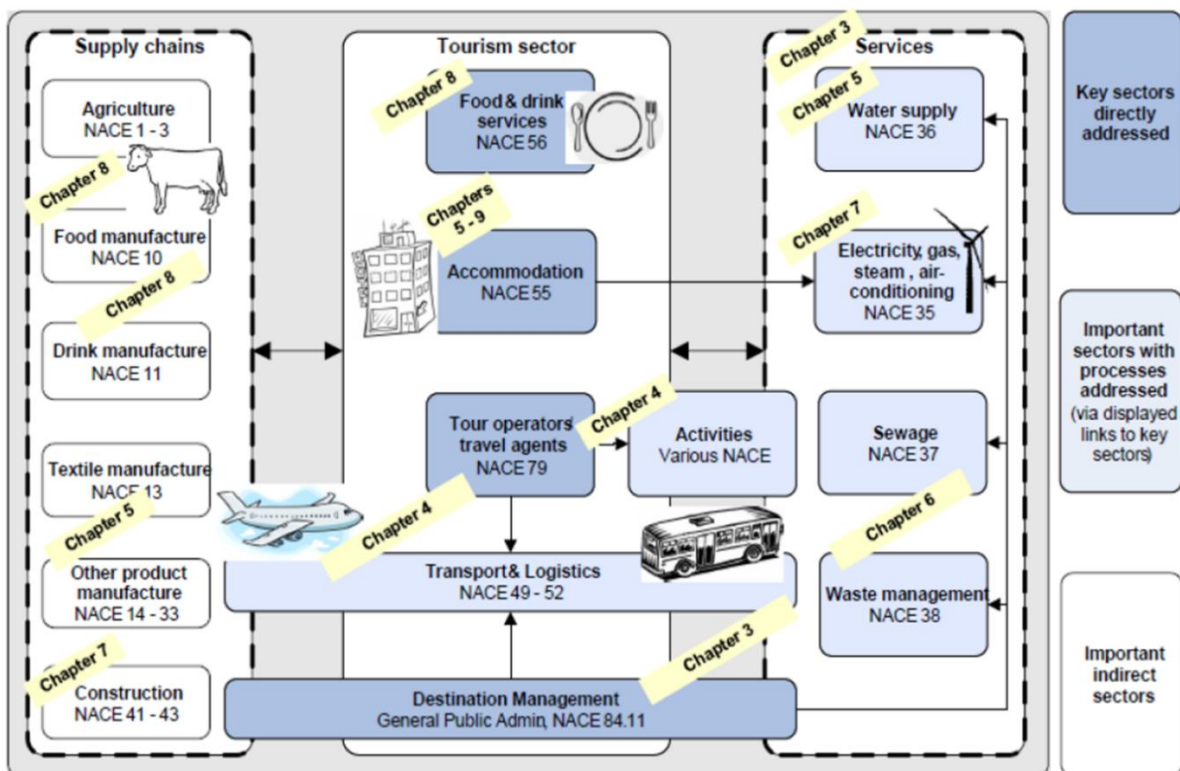 Supply chains
Agriculture
NACE 1 - 3
Chapter 8
Food manufacture
NACE 10
Chapter 8
Drink manufacture
NACE 11
Textile manufacture
NACE 13
Chapter 5
Other product
manufacture
NACE 14 - 33
Chapter 7
Construction
NACE 41 - 43
Tourism sector
Chapter 8
Food & drink
services
NACE 56
Chapters
5 - 9
Accommodation
NACE 55
Tour operators/
travel agents
NACE 79
Chapter 4
Activities
Various NACE
Chapter 4
Transport & Logistics
NACE 49 - 52
Chapter 3
Destination Management
General Public Admin, NACE 84.11
Chapter 3
Services
Chapter 5
Water supply
NACE 36
Chapter 7
Electricity, gas,
steam , air-
conditioning
NACE 35
Sewage
NACE 37
Chapter 6
Waste management
NACE 38
Key sectors
directly
addressed
Important
sectors with
processes
addressed
(via displayed
links to key
sectors)
Important
indirect
sectors